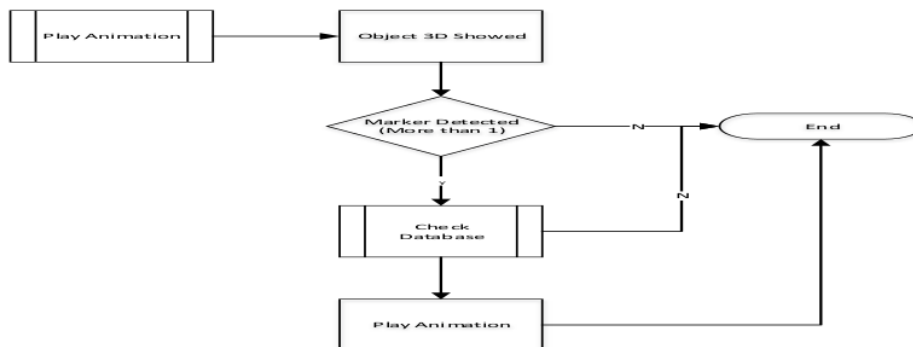 Play Animation
Object 3D Showed
Marker Detected
(More than 1)
N
End
Y
N
Check
Database
Play Animation